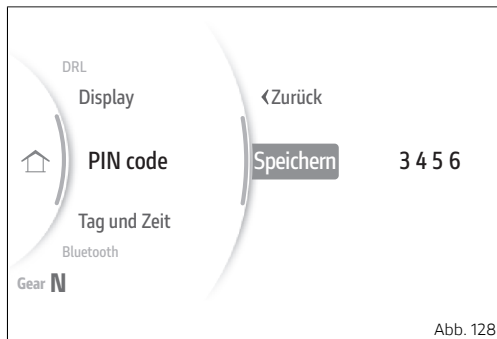 DRL
Display
‹Zurück
PIN code
Speichern
3 4 5 6
Tag und Zeit
Bluetooth
Gear N
Abb. 128